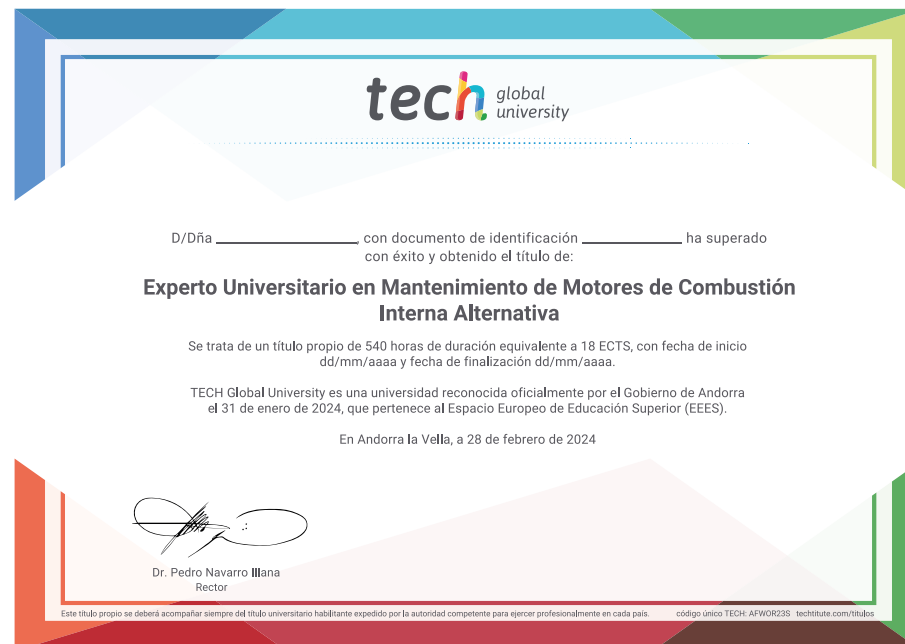 tech global university
D/Dña ____________________, con documento de identificación ______________ ha superado
con éxito y obtenido el título de:
Experto Universitario en Mantenimiento de Motores de Combustión
Interna Alternativa
Se trata de un título propio de 540 horas de duración equivalente a 18 ECTS, con fecha de inicio
dd/mm/aaaa y fecha de finalización dd/mm/aaaa.
TECH Global University es una universidad reconocida oficialmente por el Gobierno de Andorra
el 31 de enero de 2024, que pertenece al Espacio Europeo de Educación Superior (EEES).
En Andorra la Vella, a 28 de febrero de 2024
Dr. Pedro Navarro Illana
Rector
Este título propio se deberá acompañar siempre del título universitario habilitante expedido por la autoridad competente para ejercer profesionalmente en cada país. código único TECH: AFWOR23S techtitute.com/titulos